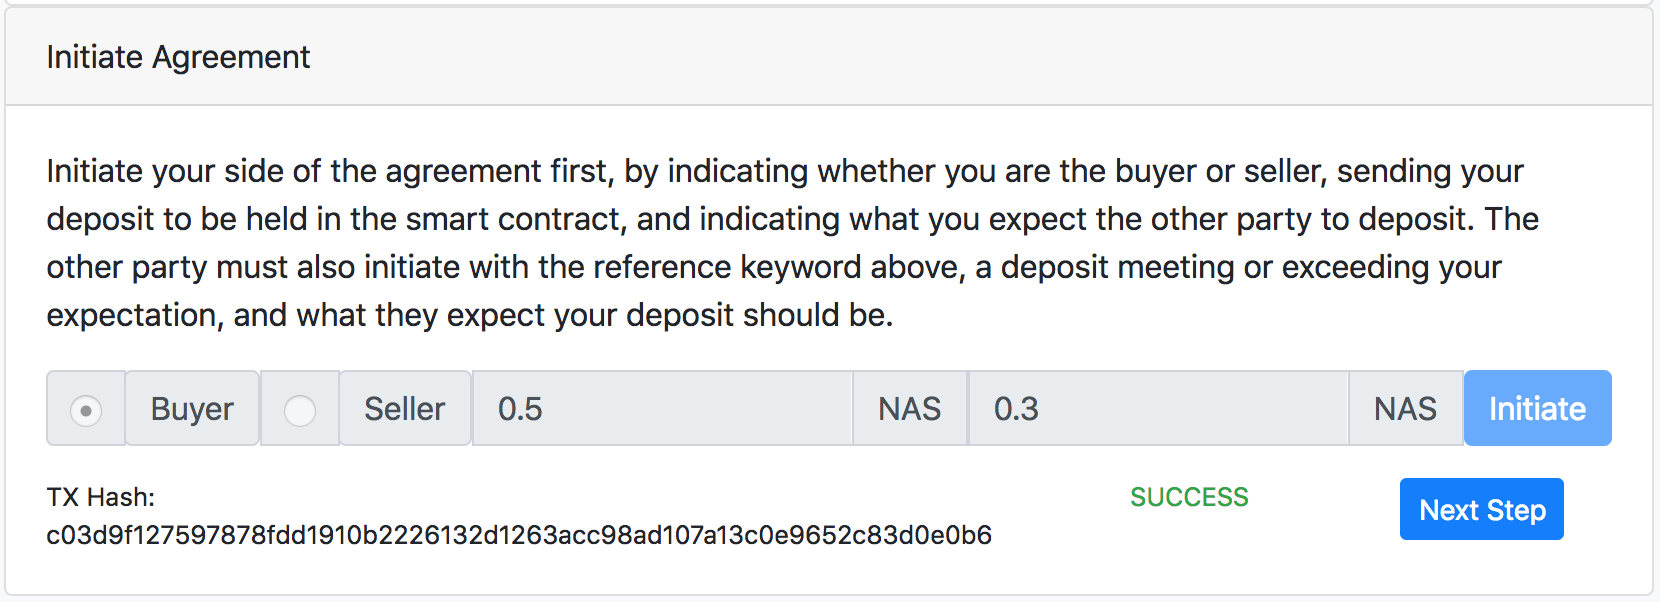 Initiate Agreement
Initiate your side of the agreement first, by indicating whether you are the buyer or seller, sending your
deposit to be held in the smart contract, and indicating what you expect the other party to deposit. The
other party must also initiate with the reference keyword above, a deposit meeting or exceeding your
expectation, and what they expect your deposit should be.
Buyer Seller 0.5 NAS 0.3 NAS Initiate
TX Hash: SUCCESS Next Step
c03d9f127597878fdd1910b2226132d1263acc98ad107a13c0e9652c83d0e0b6